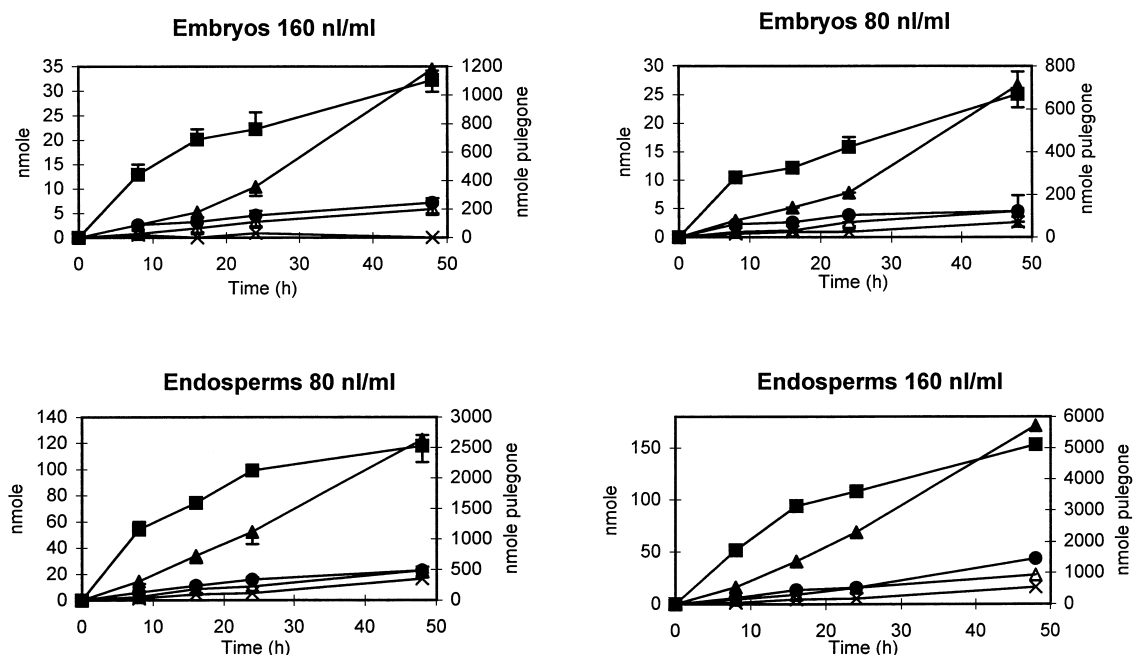 Embryos 160 nl/ml
35
30
25
20
15
10
5
0
nmole
1200
1000
800
600
400
200
0
nmole pulegone
0 10 20 30 40 50
Time (h)
Embryos 80 nl/ml
30
25
20
15
10
5
0
nmole
800
600
400
200
0
nmole pulegone
0 10 20 30 40 50
Time (h)
Endosperms 80 nl/ml
140
120
100
80
60
40
20
0
nmole
3000
2500
2000
1500
1000
500
0
nmole pulegone
0 10 20 30 40 50
Time (h)
Endosperms 160 nl/ml
150
100
50
0
nmole
6000
5000
4000
3000
2000
1000
0
nmole pulegone
0 10 20 30 40 50
Time (h)